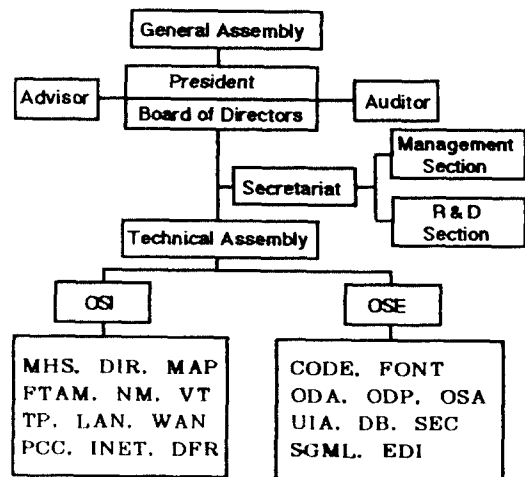 General Assembly
President
Advisor
Auditor
Board of Directors
Management
Section
Secretariat
R & D
Section
Technical Assembly
OSI
OSE
MHS. DIR. MAP
FTAM. NM. VT
TP. LAN. WAN
PCC. INET. DFR
CODE. FONT
ODA. ODP. OSA
UIA. DB. SEC
SGML. EDI